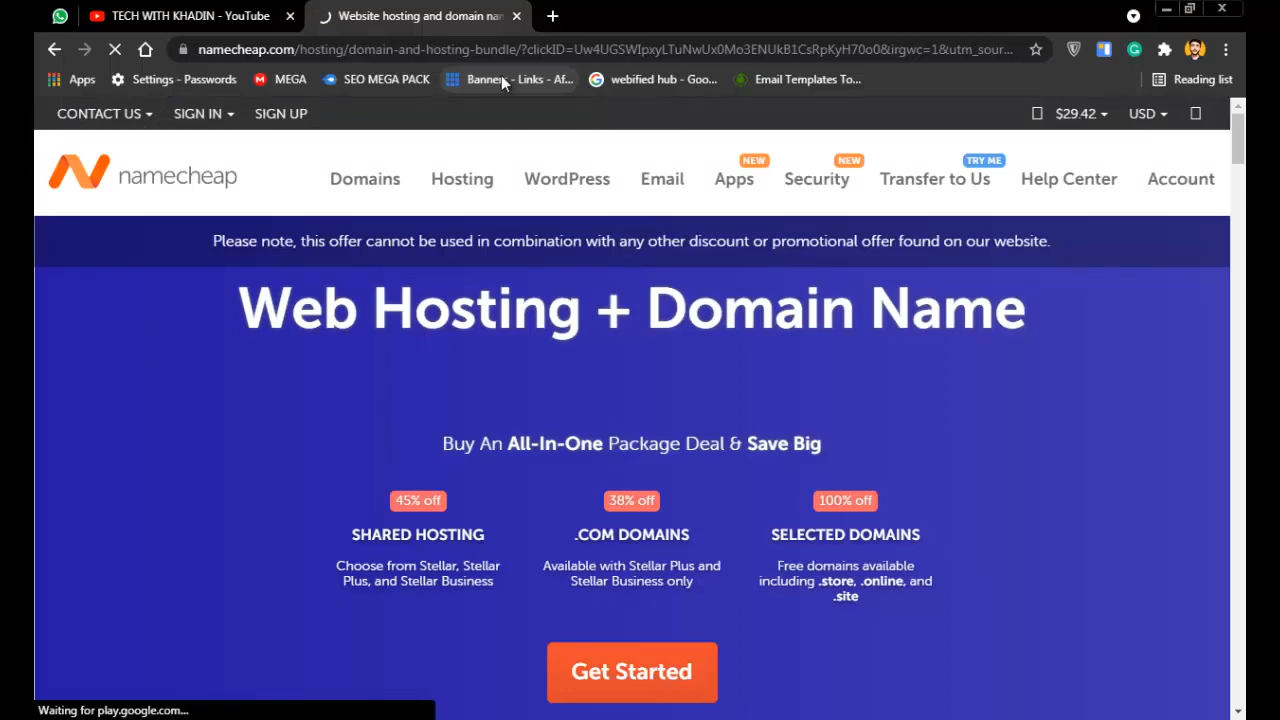 TECH WITH KHADIN - YouTube
Website hosting and domain na
namecheap.com/hosting/domain-and-hosting-bundle/?clickID=Uw4UGSWIpxyLTuNwUx0Mo3ENUkB1CsRpKyH70o0&irgwc=1&utm_sour...
Apps
Settings - Passwords
MEGA
SEO MEGA PACK
Banners - Links - Af...
webified hub - Goo...
Email Templates To...
Reading list
CONTACT US
SIGN IN
SIGN UP
$29.42
USD
namecheap
Domains
Hosting
WordPress
Email
NEW
Apps
NEW
Security
TRY ME
Transfer to Us
Help Center
Account
Please note, this offer cannot be used in combination with any other discount or promotional offer found on our website.
Web Hosting + Domain Name
Buy An All-In-One Package Deal & Save Big
45% off
SHARED HOSTING
Choose from Stellar, Stellar
Plus, and Stellar Business
38% off
.COM DOMAINS
Available with Stellar Plus and
Stellar Business only
100% off
SELECTED DOMAINS
Free domains available
including .store, .online, and
.site
Get Started
Waiting for play.google.com...